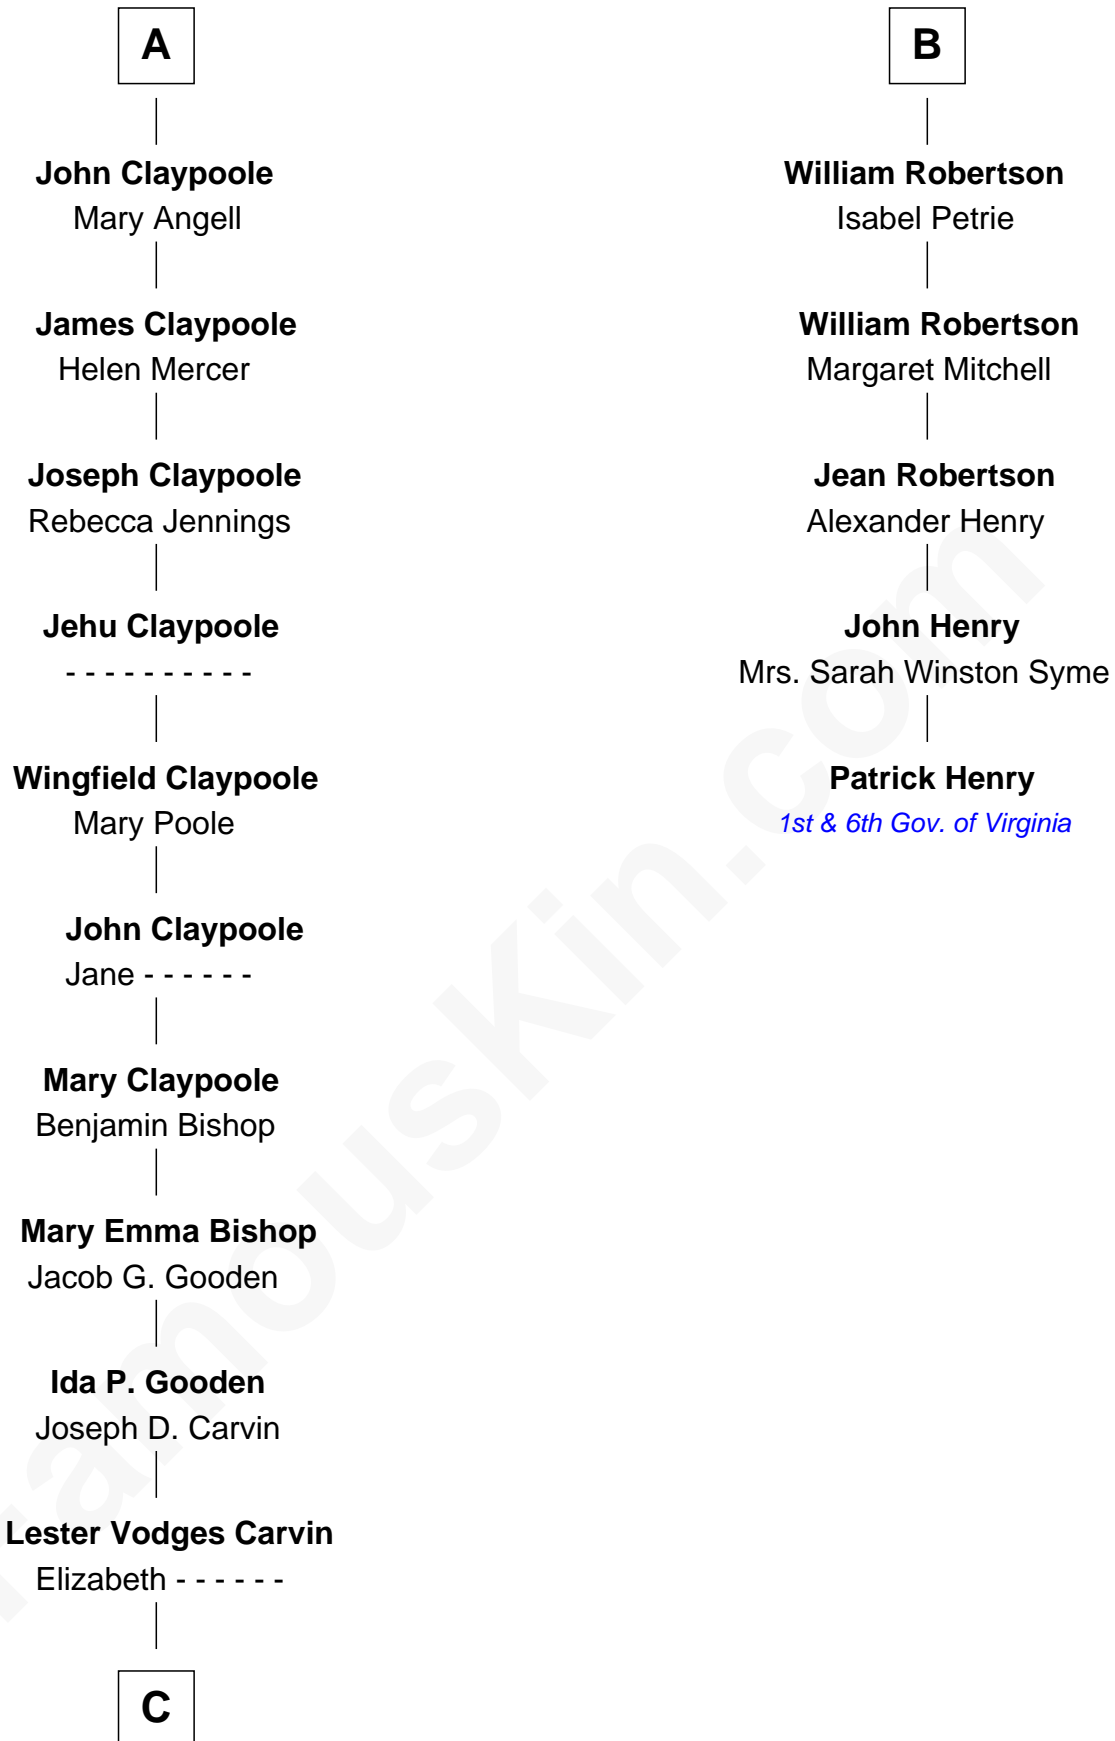 A
John Claypoole
Mary Angell
James Claypoole
Helen Mercer
Joseph Claypoole
Rebecca Jennings
Jehu Claypoole
- - - - - - - - - -
Wingfield Claypoole
Mary Poole
John Claypoole
Jane - - - - - -
Mary Claypoole
Benjamin Bishop
Mary Emma Bishop
Jacob G. Gooden
Ida P. Gooden
Joseph D. Carvin
Lester Vodges Carvin
Elizabeth - - - - - -
C
B
William Robertson
Isabel Petrie
William Robertson
Margaret Mitchell
Jean Robertson
Alexander Henry
John Henry
Mrs. Sarah Winston Syme
Patrick Henry
1st & 6th Gov. of Virginia
FamousKin.com